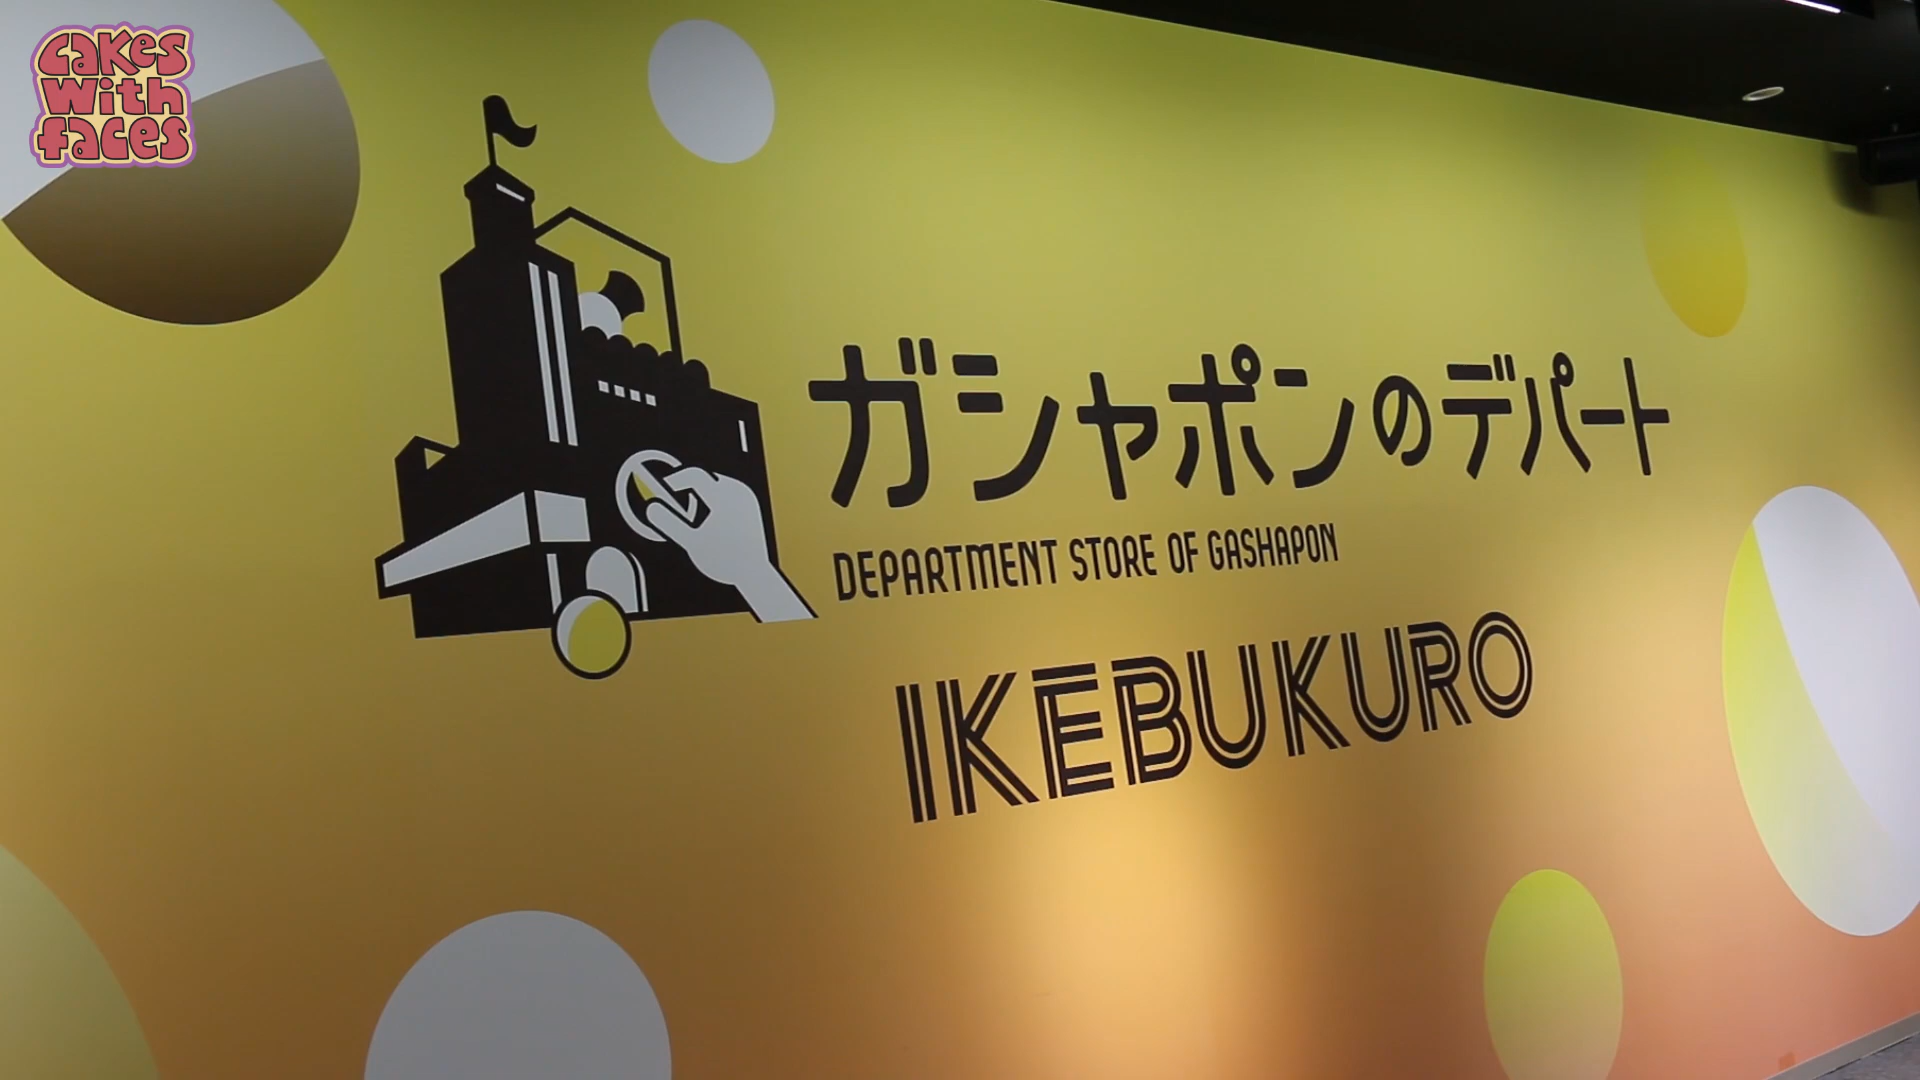 Cakes
With
faces
ガシャポンのデパート
DEPARTMENT STORE OF GASHAPON
IKEBUKURO